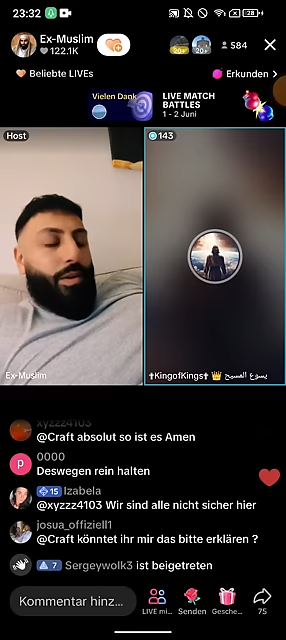 23:32
28
Ex-Muslim
122.1K
20+
20+
584
Beliebte LIVEs
Erkunden >
Vielen Dank
LIVE MATCH
BATTLES
1 - 2 Juni
Host
143
Ex-Muslim
✝KingofKings✝ 👑 يسوع المسيح
xyzzz4103
@Craft absolut so ist es Amen
0000
Deswegen rein halten
15 Izabela
@xyzzz4103 Wir sind alle nicht sicher hier
josua_offiziell1
@Craft könntet ihr mir das bitte erklären ?
7 Sergeywolk3 ist beigetreten
Kommentar hinz...
LIVE mi...
Senden
Gesche...
75